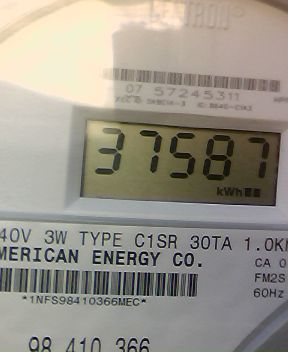 07 57245311
37587
kWh
40V 3W TYPE C1SR 30TA 1.0K
MERICAN ENERGY CO.
CA 0
FM2S
60Hz
*1NFS98410366MEC*
98 410 366